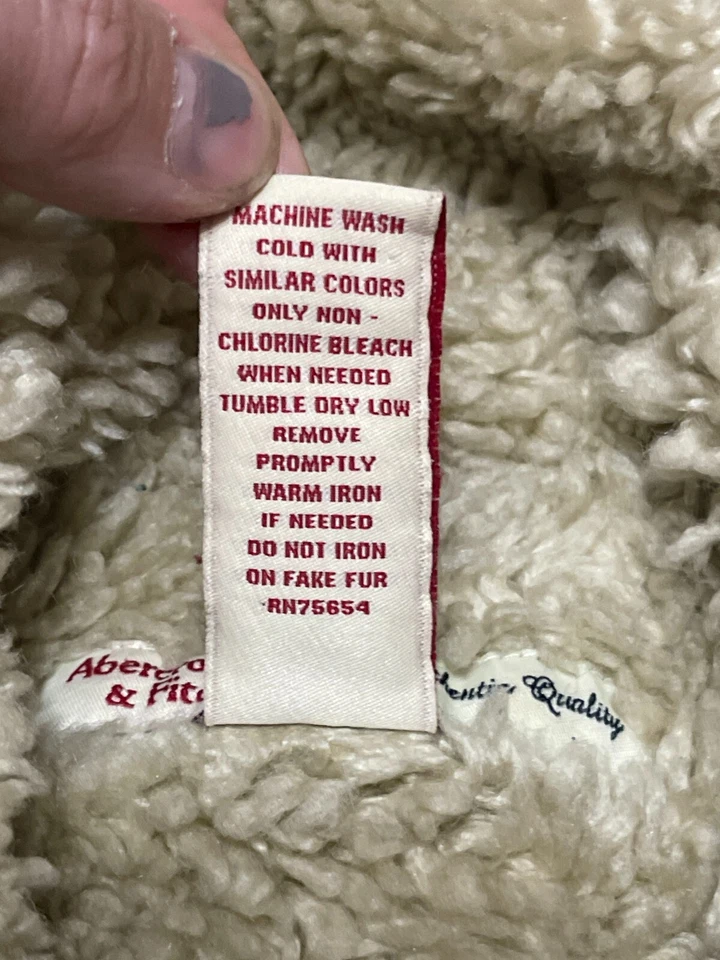 MACHINE WASH
COLD WITH
SIMILAR COLORS
ONLY NON -
CHLORINE BLEACH
WHEN NEEDED
TUMBLE DRY LOW
REMOVE
PROMPTLY
WARM IRON
IF NEEDED
DO NOT IRON
ON FAKE FUR
RN75654
&
Quality